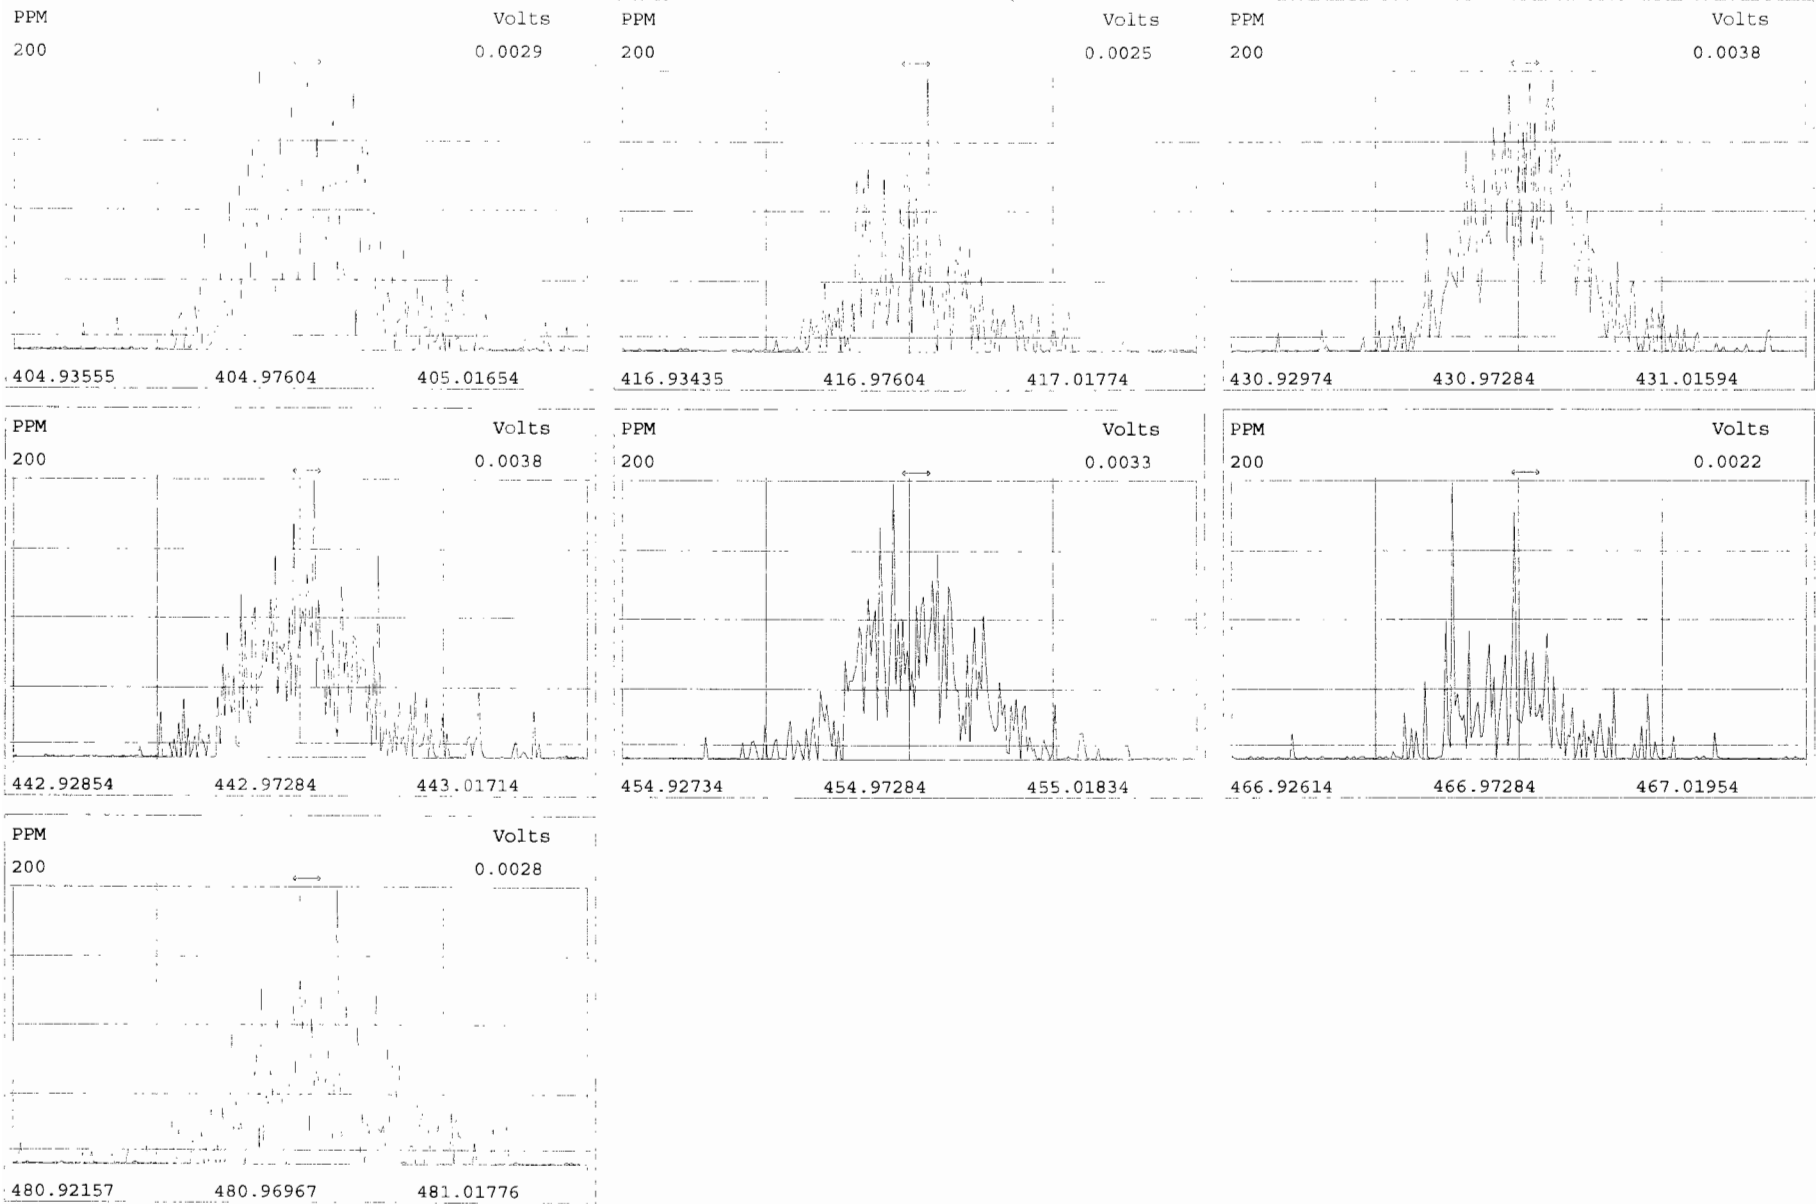 PPM Volts
200 0.0029
404.93555 404.97604 405.01654
PPM Volts
200 0.0025
416.93435 416.97604 417.01774
PPM Volts
200 0.0038
430.92974 430.97284 431.01594
PPM Volts
200 0.0038
442.92854 442.97284 443.01714
PPM Volts
200 0.0033
454.92734 454.97284 455.01834
PPM Volts
200 0.0022
466.92614 466.97284 467.01954
PPM Volts
200 0.0028
480.92157 480.96967 481.01776